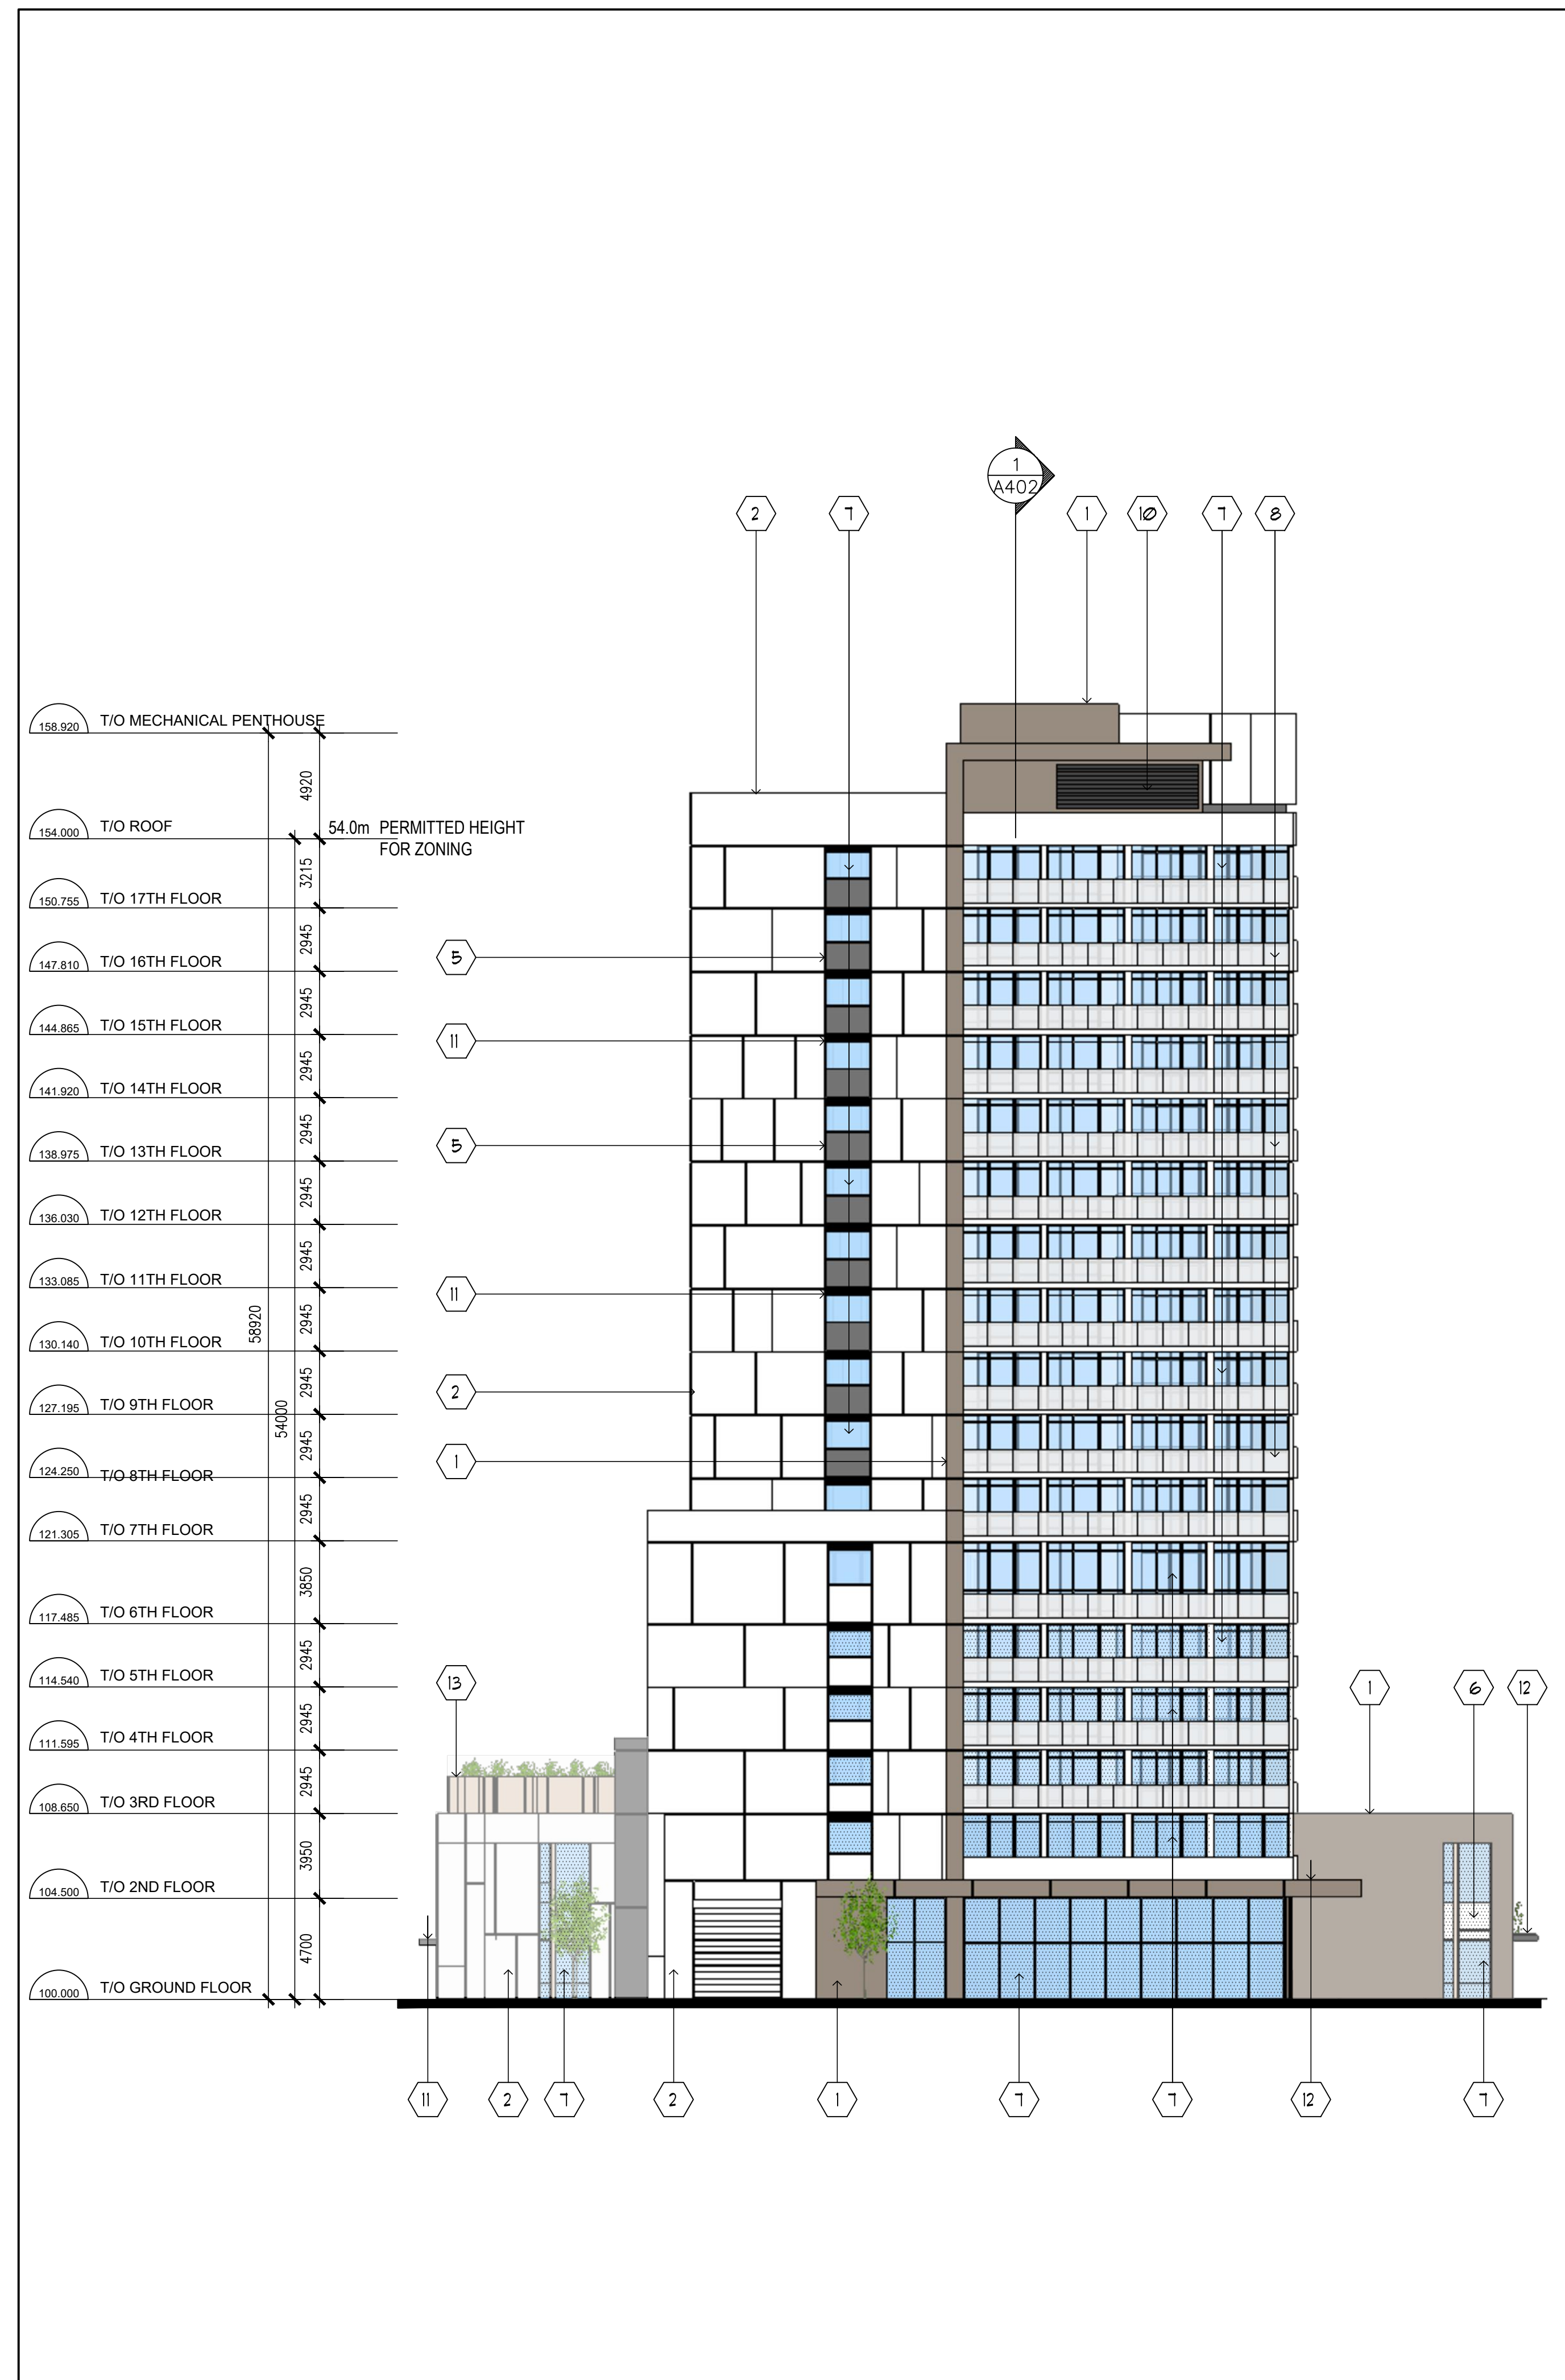 1
A402
2
7
1
10
7
8
158.920 T/O MECHANICAL PENTHOUSE
4920
154.000 T/O ROOF
54.0m PERMITTED HEIGHT
FOR ZONING
3215
150.755 T/O 17TH FLOOR
2945
147.810 T/O 16TH FLOOR
5
2945
144.865 T/O 15TH FLOOR
11
2945
141.920 T/O 14TH FLOOR
2945
5
138.975 T/O 13TH FLOOR
2945
136.030 T/O 12TH FLOOR
2945
133.085 T/O 11TH FLOOR
11
2945
58920
130.140 T/O 10TH FLOOR
2945
2
127.195 T/O 9TH FLOOR
54000
2945
1
124.250 T/O 8TH FLOOR
2945
121.305 T/O 7TH FLOOR
3850
117.485 T/O 6TH FLOOR
2945
114.540 T/O 5TH FLOOR
13
1
6
12
2945
111.595 T/O 4TH FLOOR
2945
108.650 T/O 3RD FLOOR
3950
104.500 T/O 2ND FLOOR
4700
100.000 T/O GROUND FLOOR
11
2
7
2
1
7
7
12
7